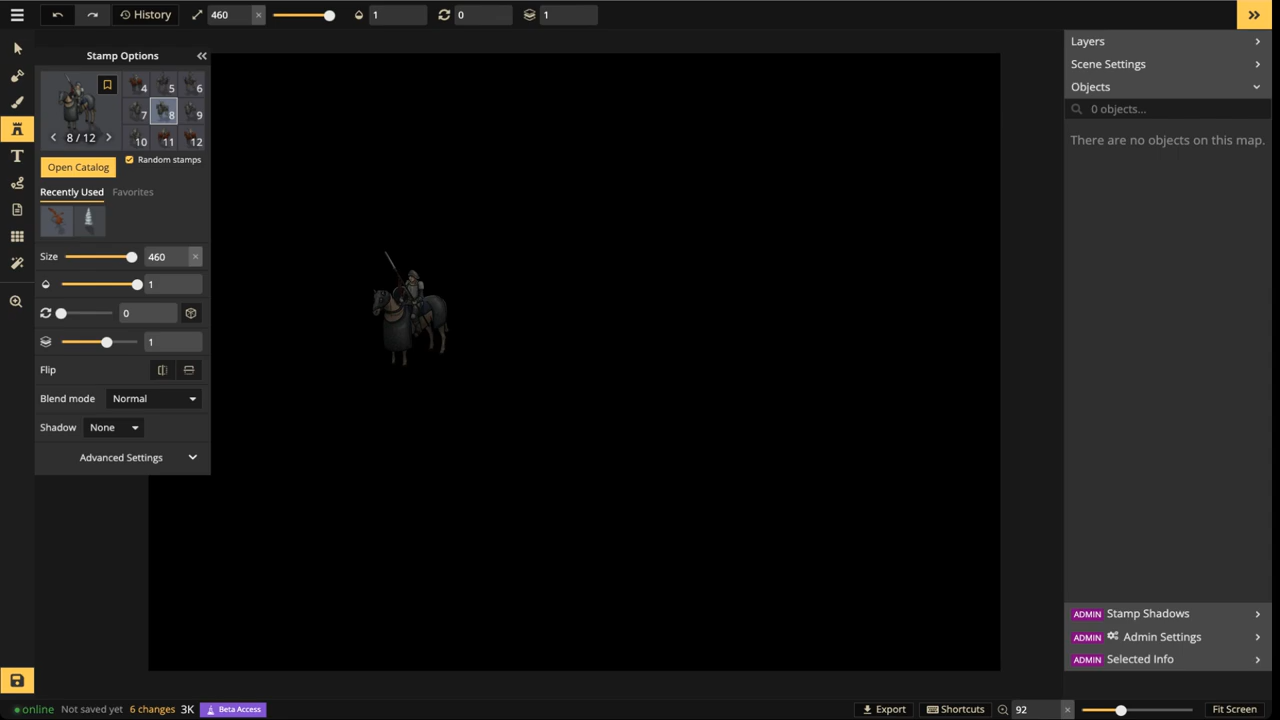 History
460
1
0
1
Stamp Options
4
5
6
7
8
9
8 / 12
10
11
12
Open Catalog
Random stamps
Recently Used
Favorites
Size
460
1
0
1
Flip
Blend mode
Normal
Shadow
None
Advanced Settings
Layers
Scene Settings
Objects
0 objects...
There are no objects on this map.
ADMIN Stamp Shadows
ADMIN Admin Settings
ADMIN Selected Info
online Not saved yet 6 changes 3K Beta Access
Export
Shortcuts
92
Fit Screen